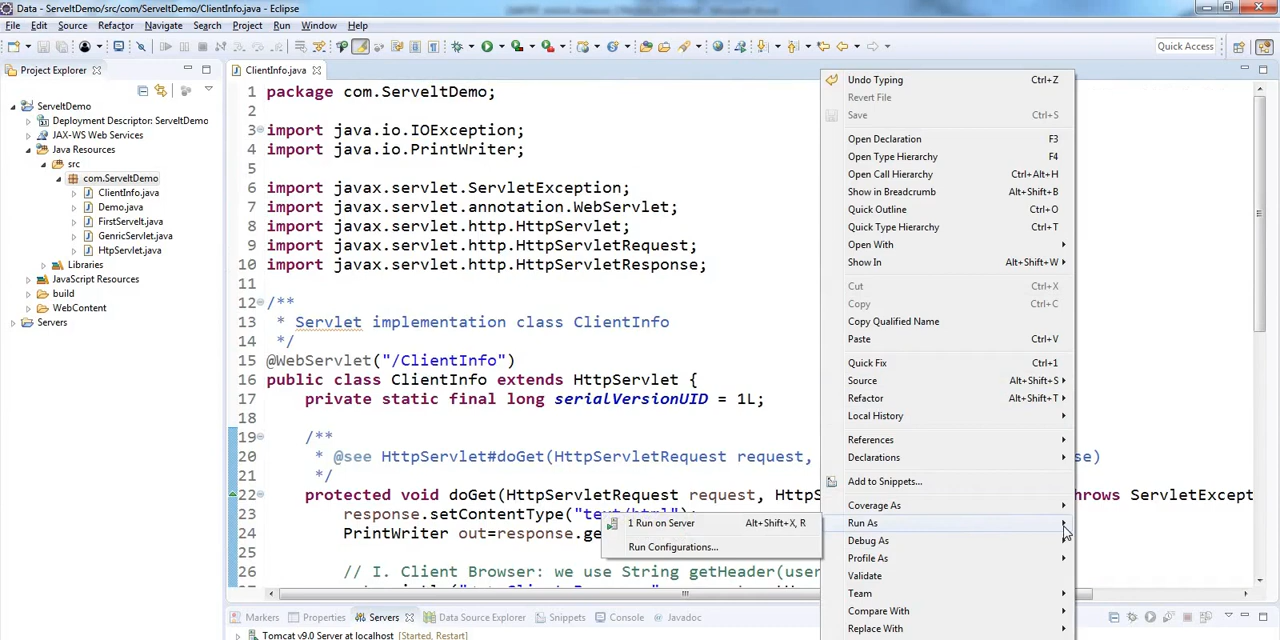 Data - ServeltDemo/src/com/ServeltDemo/ClientInfo.java - Eclipse
File Edit Source Refactor Navigate Search Project Run Window Help
Quick Access
Project Explorer
ServeltDemo
Deployment Descriptor: ServeltDemo
JAX-WS Web Services
Java Resources
src
com.ServeltDemo
ClientInfo.java
Demo.java
FirstServelt.java
GenricServlet.java
HtpServlet.java
Libraries
JavaScript Resources
build
WebContent
Servers
ClientInfo.java
1 package com.ServeltDemo;
2
3 import java.io.IOException;
4 import java.io.PrintWriter;
5
6 import javax.servlet.ServletException;
7 import javax.servlet.annotation.WebServlet;
8 import javax.servlet.http.HttpServlet;
9 import javax.servlet.http.HttpServletRequest;
10 import javax.servlet.http.HttpServletResponse;
11
12 /**
13 * Servlet implementation class ClientInfo
14 */
15 @WebServlet("/ClientInfo")
16 public class ClientInfo extends HttpServlet {
17 private static final long serialVersionUID = 1L;
18
19 /**
20 * @see HttpServlet#doGet(HttpServletRequest request,
21 */
22 protected void doGet(HttpServletRequest request, throws
23 response.setContentType("text/html");
24
25
26 // I. Client Browser: we use String
Undo Typing Ctrl+Z
Revert File
Save Ctrl+S
Open Declaration F3
Open Type Hierarchy F4
Open Call Hierarchy Ctrl+Alt+H
Show in Breadcrumb Alt+Shift+B
Quick Outline Ctrl+O
Quick Type Hierarchy Ctrl+T
Open With
Show In Alt+Shift+W
Cut Ctrl+X
Copy Ctrl+C
Copy Qualified Name
Paste Ctrl+V
Quick Fix Ctrl+1
Source Alt+Shift+S
Refactor Alt+Shift+T
Local History
References
Declarations
Add to Snippets...
Coverage As
Run As
Debug As
Profile As
Validate
Team
Compare With
Replace With
1 Run on Server Alt+Shift+X, R
Run Configurations...
Markers Properties Servers Data Source Explorer Snippets Console Javadoc
Tomcat v9.0 Server at localhost [Started, Restart]